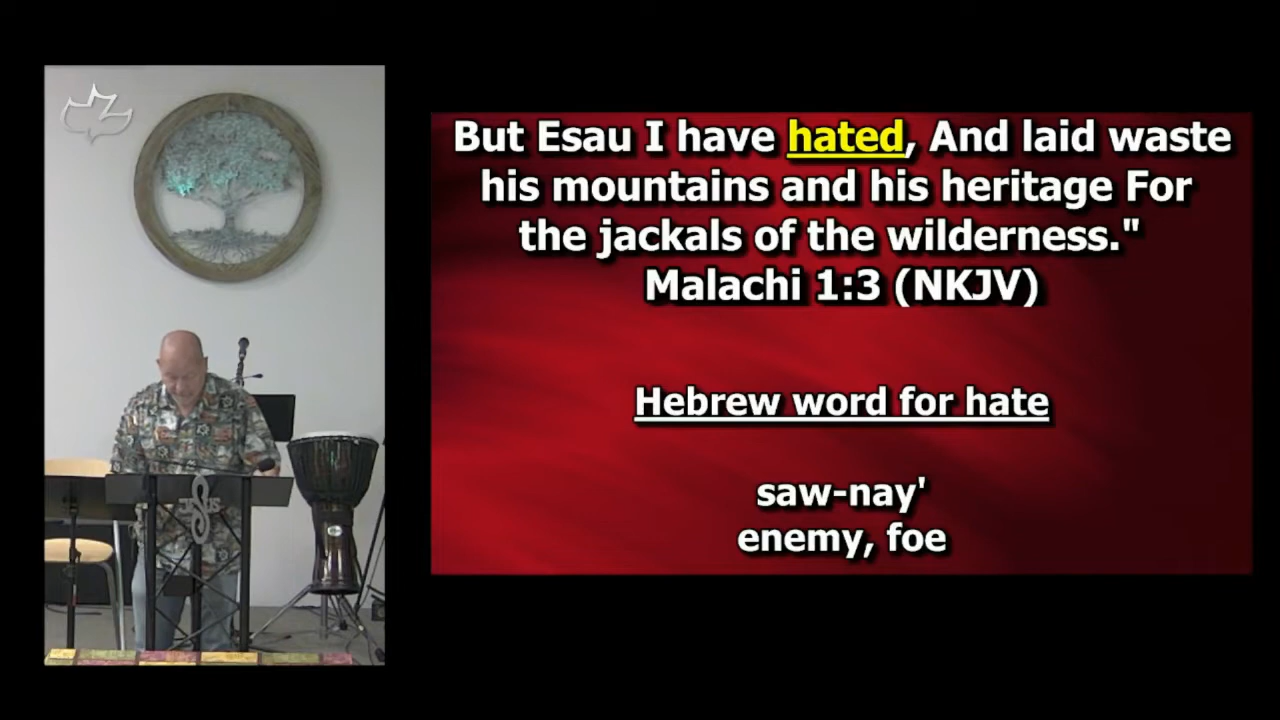 But Esau I have hated, And laid waste
his mountains and his heritage For
the jackals of the wilderness."
Malachi 1:3 (NKJV)
Hebrew word for hate
saw-nay'
enemy, foe
JESUS